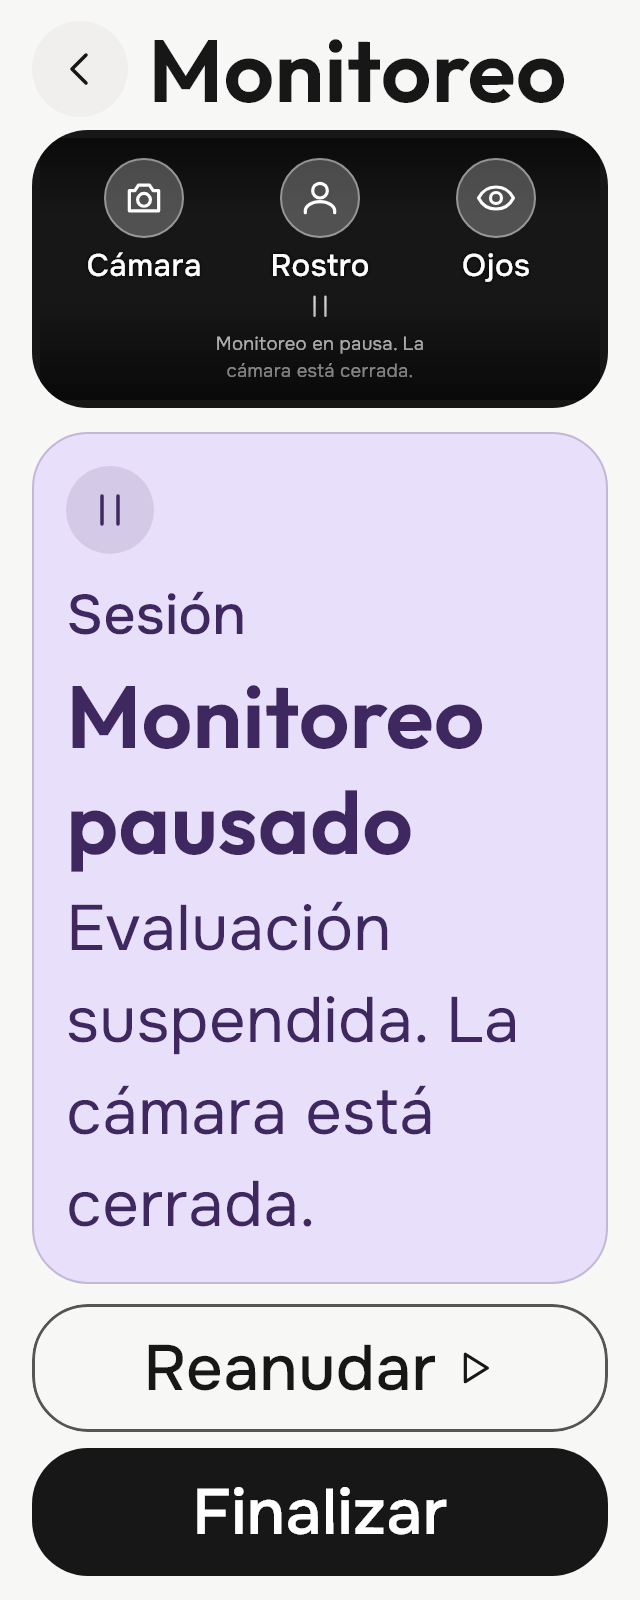 Monitoreo
Cámara
Rostro
Ojos
Monitoreo en pausa. La
cámara está cerrada.
Sesión
Monitoreo
pausado
Evaluación
suspendida. La
cámara está
cerrada.
Reanudar
Finalizar